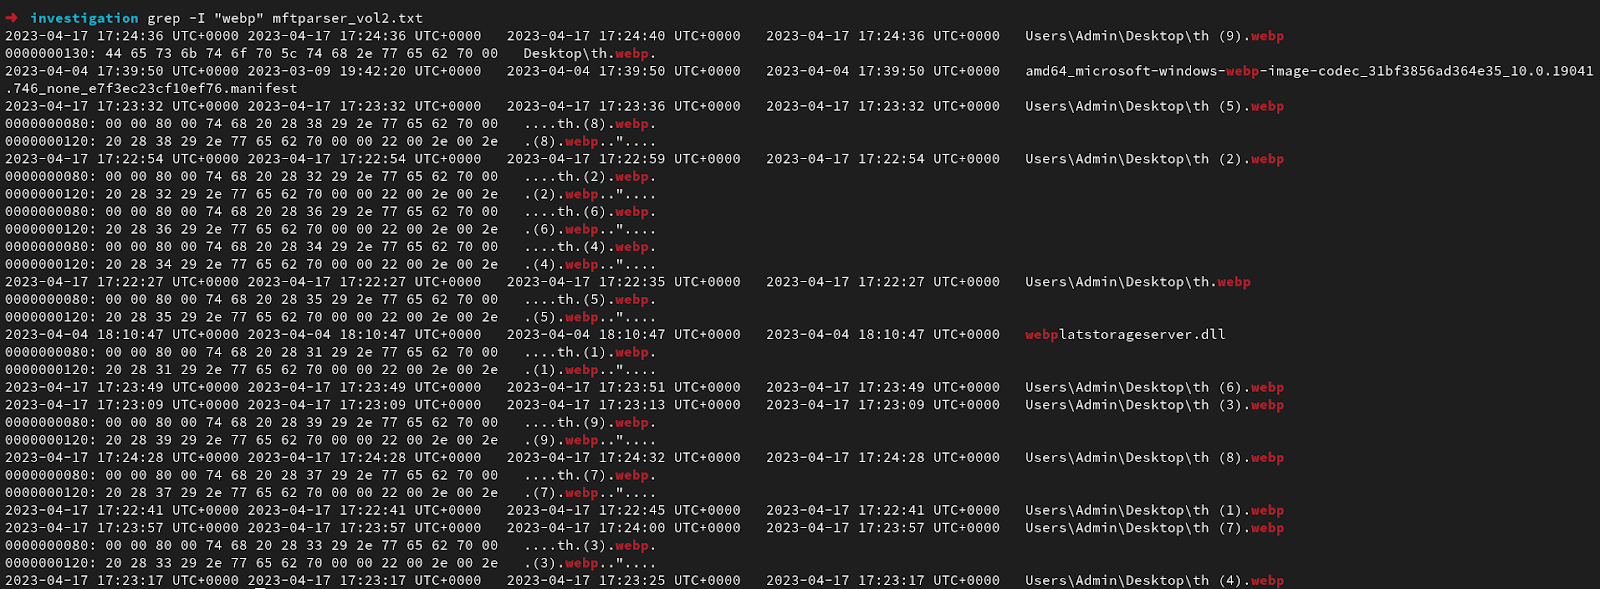 ➜ investigation grep -I "webp" mftparser_vol2.txt
2023-04-17 17:24:36 UTC+0000 2023-04-17 17:24:36 UTC+0000   2023-04-17 17:24:40 UTC+0000   2023-04-17 17:24:36 UTC+0000   Users\Admin\Desktop\th (9).webp
0000000130: 44 65 73 6b 74 6f 70 5c 74 68 2e 77 65 62 70 00   Desktop\th.webp.
2023-04-04 17:39:50 UTC+0000 2023-03-09 19:42:20 UTC+0000   2023-04-04 17:39:50 UTC+0000   2023-04-04 17:39:50 UTC+0000   amd64_microsoft-windows-webp-image-codec_31bf3856ad364e35_10.0.19041
.746_none_e7f3ec23cf10ef76.manifest
2023-04-17 17:23:32 UTC+0000 2023-04-17 17:23:32 UTC+0000   2023-04-17 17:23:36 UTC+0000   2023-04-17 17:23:32 UTC+0000   Users\Admin\Desktop\th (5).webp
0000000080: 00 00 80 00 74 68 20 28 38 29 2e 77 65 62 70 00   ....th.(8).webp.
0000000120: 20 28 38 29 2e 77 65 62 70 00 00 22 00 2e 00 2e   .(8).webp.."....
2023-04-17 17:22:54 UTC+0000 2023-04-17 17:22:54 UTC+0000   2023-04-17 17:22:59 UTC+0000   2023-04-17 17:22:54 UTC+0000   Users\Admin\Desktop\th (2).webp
0000000080: 00 00 80 00 74 68 20 28 32 29 2e 77 65 62 70 00   ....th.(2).webp.
0000000120: 20 28 32 29 2e 77 65 62 70 00 00 22 00 2e 00 2e   .(2).webp.."....
0000000080: 00 00 80 00 74 68 20 28 36 29 2e 77 65 62 70 00   ....th.(6).webp.
0000000120: 20 28 36 29 2e 77 65 62 70 00 00 22 00 2e 00 2e   .(6).webp.."....
0000000080: 00 00 80 00 74 68 20 28 34 29 2e 77 65 62 70 00   ....th.(4).webp.
0000000120: 20 28 34 29 2e 77 65 62 70 00 00 22 00 2e 00 2e   .(4).webp.."....
2023-04-17 17:22:27 UTC+0000 2023-04-17 17:22:27 UTC+0000   2023-04-17 17:22:35 UTC+0000   2023-04-17 17:22:27 UTC+0000   Users\Admin\Desktop\th.webp
0000000080: 00 00 80 00 74 68 20 28 35 29 2e 77 65 62 70 00   ....th.(5).webp.
0000000120: 20 28 35 29 2e 77 65 62 70 00 00 22 00 2e 00 2e   .(5).webp.."....
2023-04-04 18:10:47 UTC+0000 2023-04-04 18:10:47 UTC+0000   2023-04-04 18:10:47 UTC+0000   2023-04-04 18:10:47 UTC+0000   webplatstorageserver.dll
0000000080: 00 00 80 00 74 68 20 28 31 29 2e 77 65 62 70 00   ....th.(1).webp.
0000000120: 20 28 31 29 2e 77 65 62 70 00 00 22 00 2e 00 2e   .(1).webp.."....
2023-04-17 17:23:49 UTC+0000 2023-04-17 17:23:49 UTC+0000   2023-04-17 17:23:51 UTC+0000   2023-04-17 17:23:49 UTC+0000   Users\Admin\Desktop\th (6).webp
2023-04-17 17:23:09 UTC+0000 2023-04-17 17:23:09 UTC+0000   2023-04-17 17:23:13 UTC+0000   2023-04-17 17:23:09 UTC+0000   Users\Admin\Desktop\th (3).webp
0000000080: 00 00 80 00 74 68 20 28 39 29 2e 77 65 62 70 00   ....th.(9).webp.
0000000120: 20 28 39 29 2e 77 65 62 70 00 00 22 00 2e 00 2e   .(9).webp.."....
2023-04-17 17:24:28 UTC+0000 2023-04-17 17:24:28 UTC+0000   2023-04-17 17:24:32 UTC+0000   2023-04-17 17:24:28 UTC+0000   Users\Admin\Desktop\th (8).webp
0000000080: 00 00 80 00 74 68 20 28 37 29 2e 77 65 62 70 00   ....th.(7).webp.
0000000120: 20 28 37 29 2e 77 65 62 70 00 00 22 00 2e 00 2e   .(7).webp.."....
2023-04-17 17:22:41 UTC+0000 2023-04-17 17:22:41 UTC+0000   2023-04-17 17:22:45 UTC+0000   2023-04-17 17:22:41 UTC+0000   Users\Admin\Desktop\th (1).webp
2023-04-17 17:23:57 UTC+0000 2023-04-17 17:23:57 UTC+0000   2023-04-17 17:24:00 UTC+0000   2023-04-17 17:23:57 UTC+0000   Users\Admin\Desktop\th (7).webp
0000000080: 00 00 80 00 74 68 20 28 33 29 2e 77 65 62 70 00   ....th.(3).webp.
0000000120: 20 28 33 29 2e 77 65 62 70 00 00 22 00 2e 00 2e   .(3).webp.."....
2023-04-17 17:23:17 UTC+0000 2023-04-17 17:23:17 UTC+0000   2023-04-17 17:23:25 UTC+0000   2023-04-17 17:23:17 UTC+0000   Users\Admin\Desktop\th (4).webp